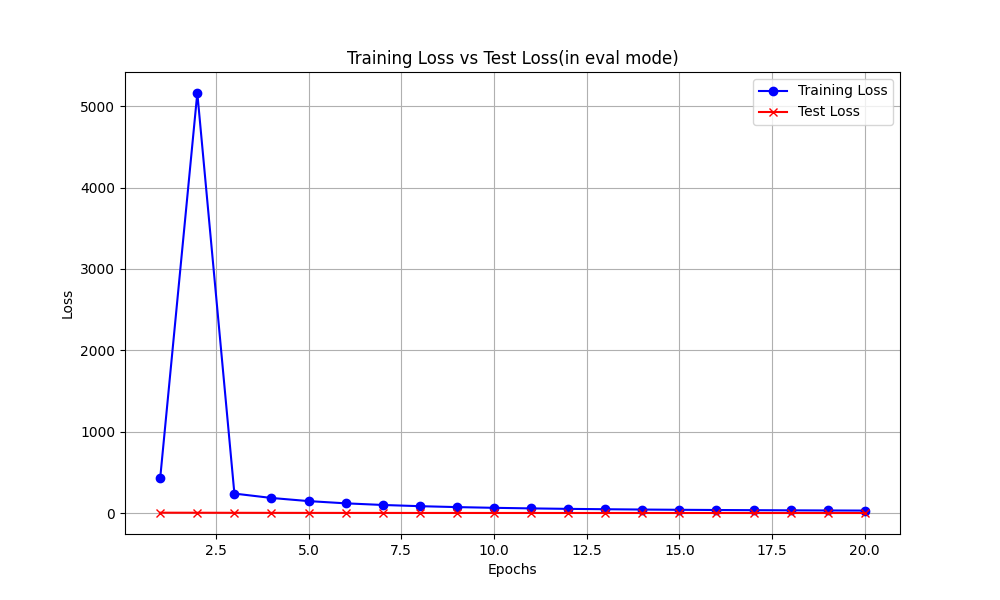 Training Loss vs Test Loss(in eval mode)
Training Loss
Test Loss
5000
4000
3000
2000
1000
0
Loss
2.5 5.0 7.5 10.0 12.5 15.0 17.5 20.0
Epochs